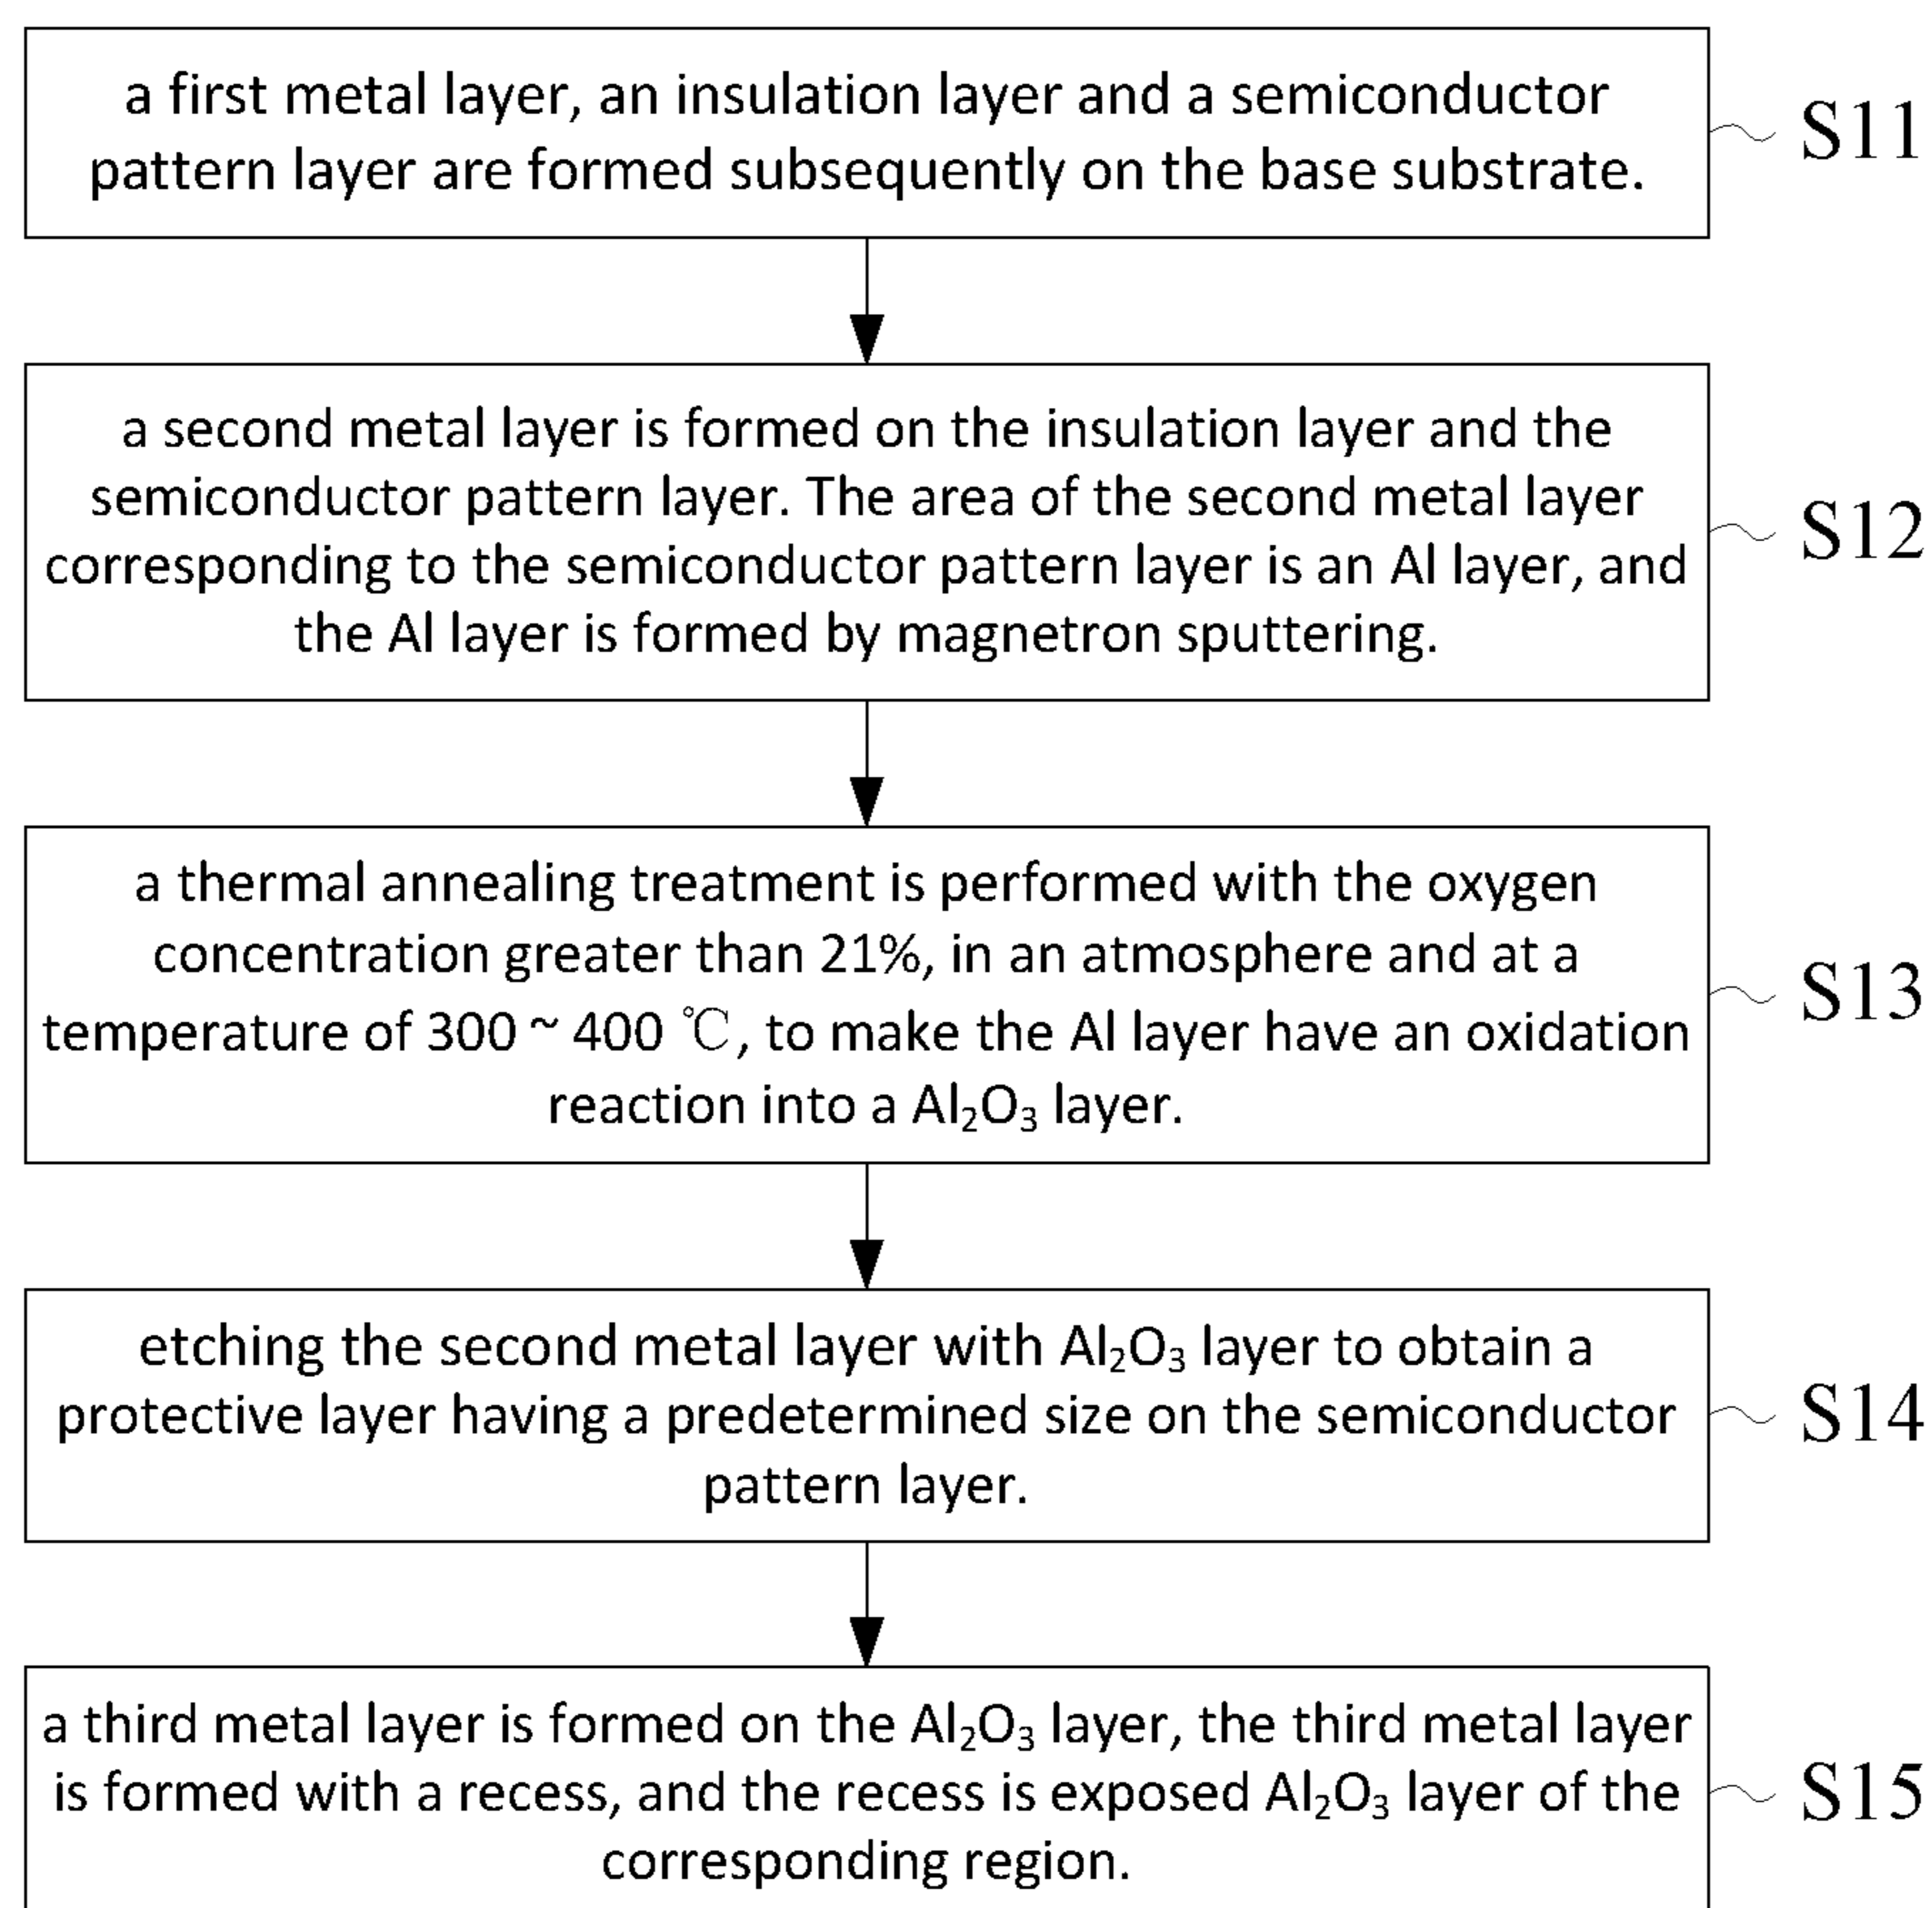 a first metal layer, an insulation layer and a semiconductor
pattern layer are formed subsequently on the base substrate.
S11
a second metal layer is formed on the insulation layer and the
semiconductor pattern layer. The area of the second metal layer
corresponding to the semiconductor pattern layer is an Al layer, and
the Al layer is formed by magnetron sputtering.
S12
a thermal annealing treatment is performed with the oxygen
concentration greater than 21%, in an atmosphere and at a
temperature of 300 ~ 400 ℃, to make the Al layer have an oxidation
reaction into a Al₂O₃ layer.
S13
etching the second metal layer with Al₂O₃ layer to obtain a
protective layer having a predetermined size on the semiconductor
pattern layer.
S14
a third metal layer is formed on the Al₂O₃ layer, the third metal layer
is formed with a recess, and the recess is exposed Al₂O₃ layer of the
corresponding region.
S15